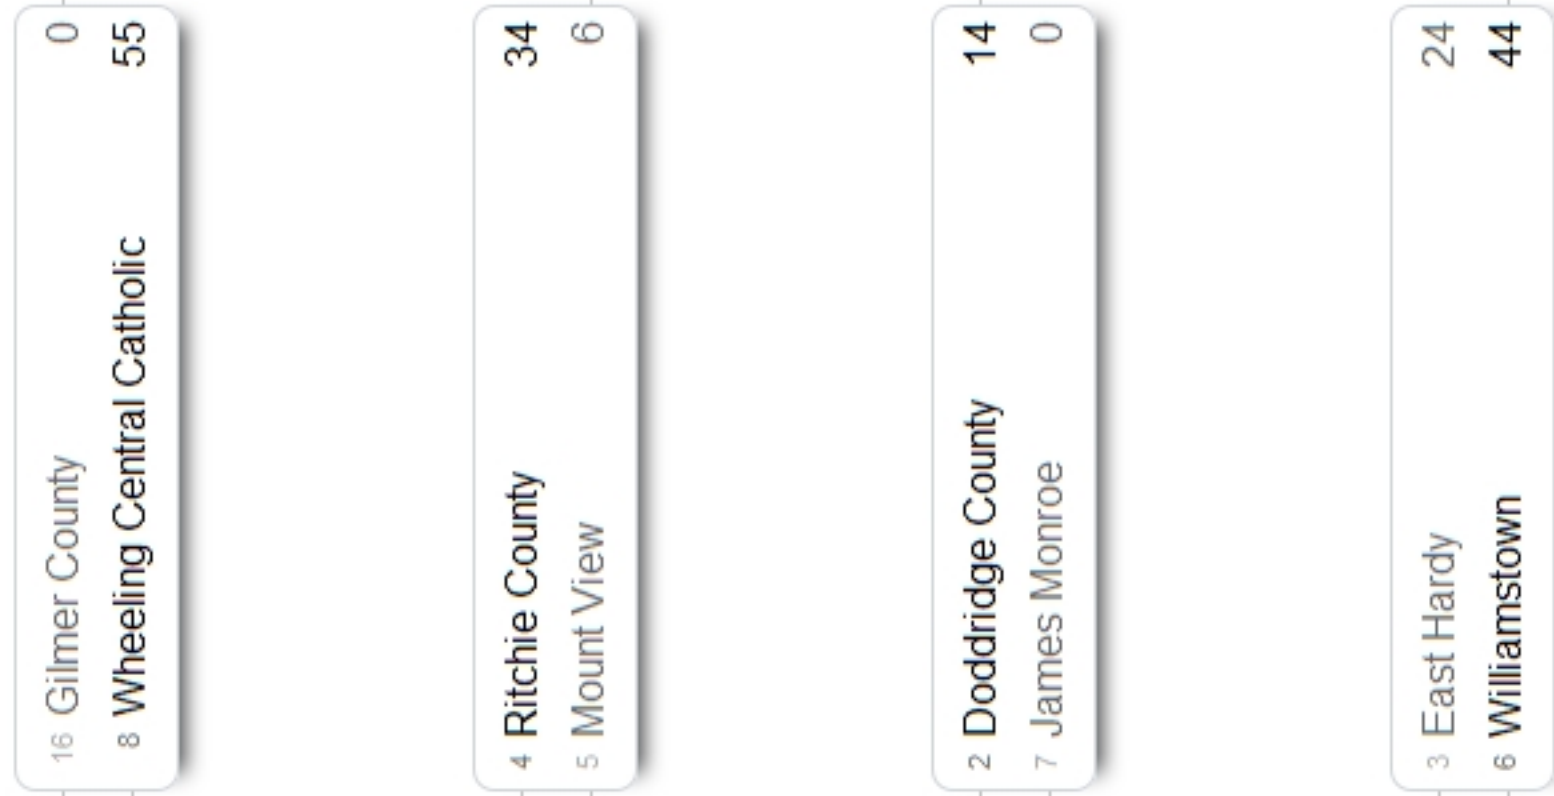 16 Gilmer County 0
8 Wheeling Central Catholic 55
4 Ritchie County 34
5 Mount View 6
2 Doddridge County 14
7 James Monroe 0
3 East Hardy 24
6 Williamstown 44